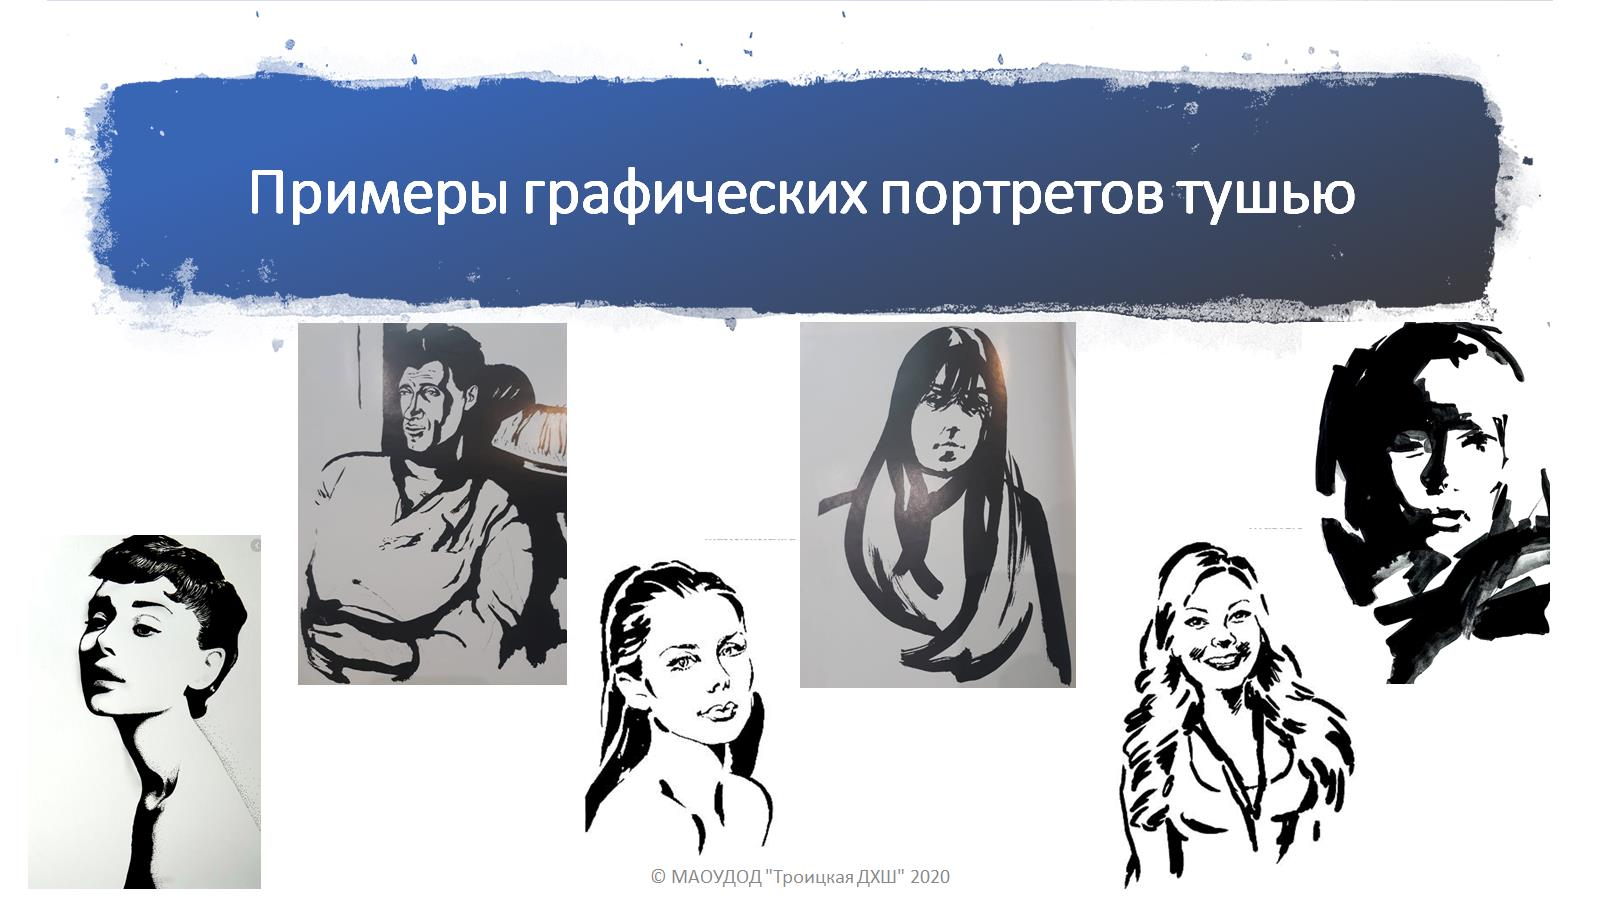 Примеры графических портретов тушью
© МАОУДОД "Троицкая ДХШ" 2020